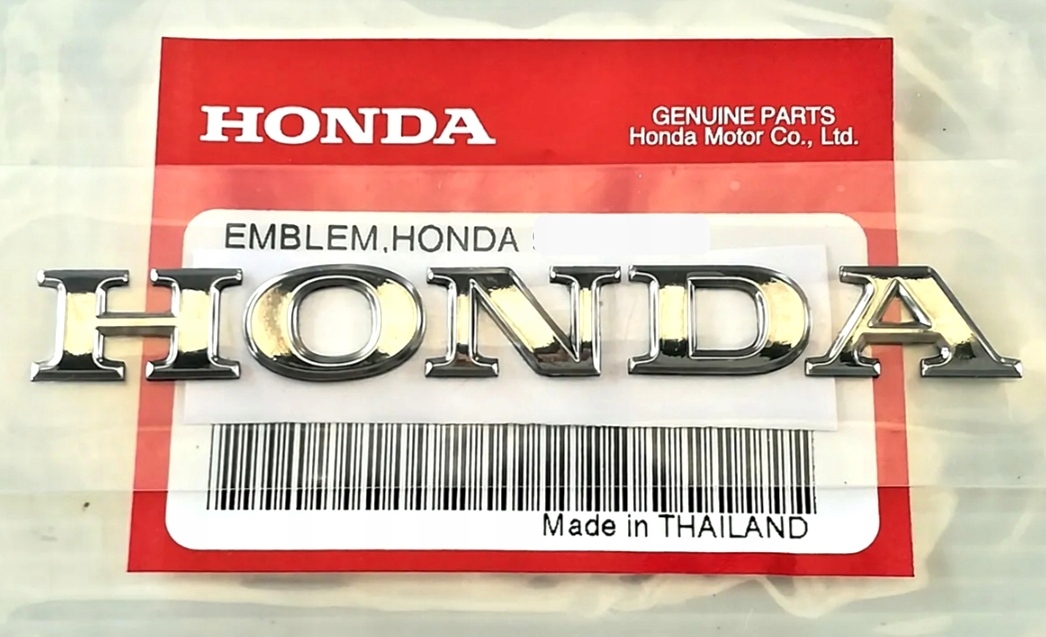 HONDA
GENUINE PARTS
Honda Motor Co., Ltd.
EMBLEM,HONDA
HONDA
Made in THAILAND